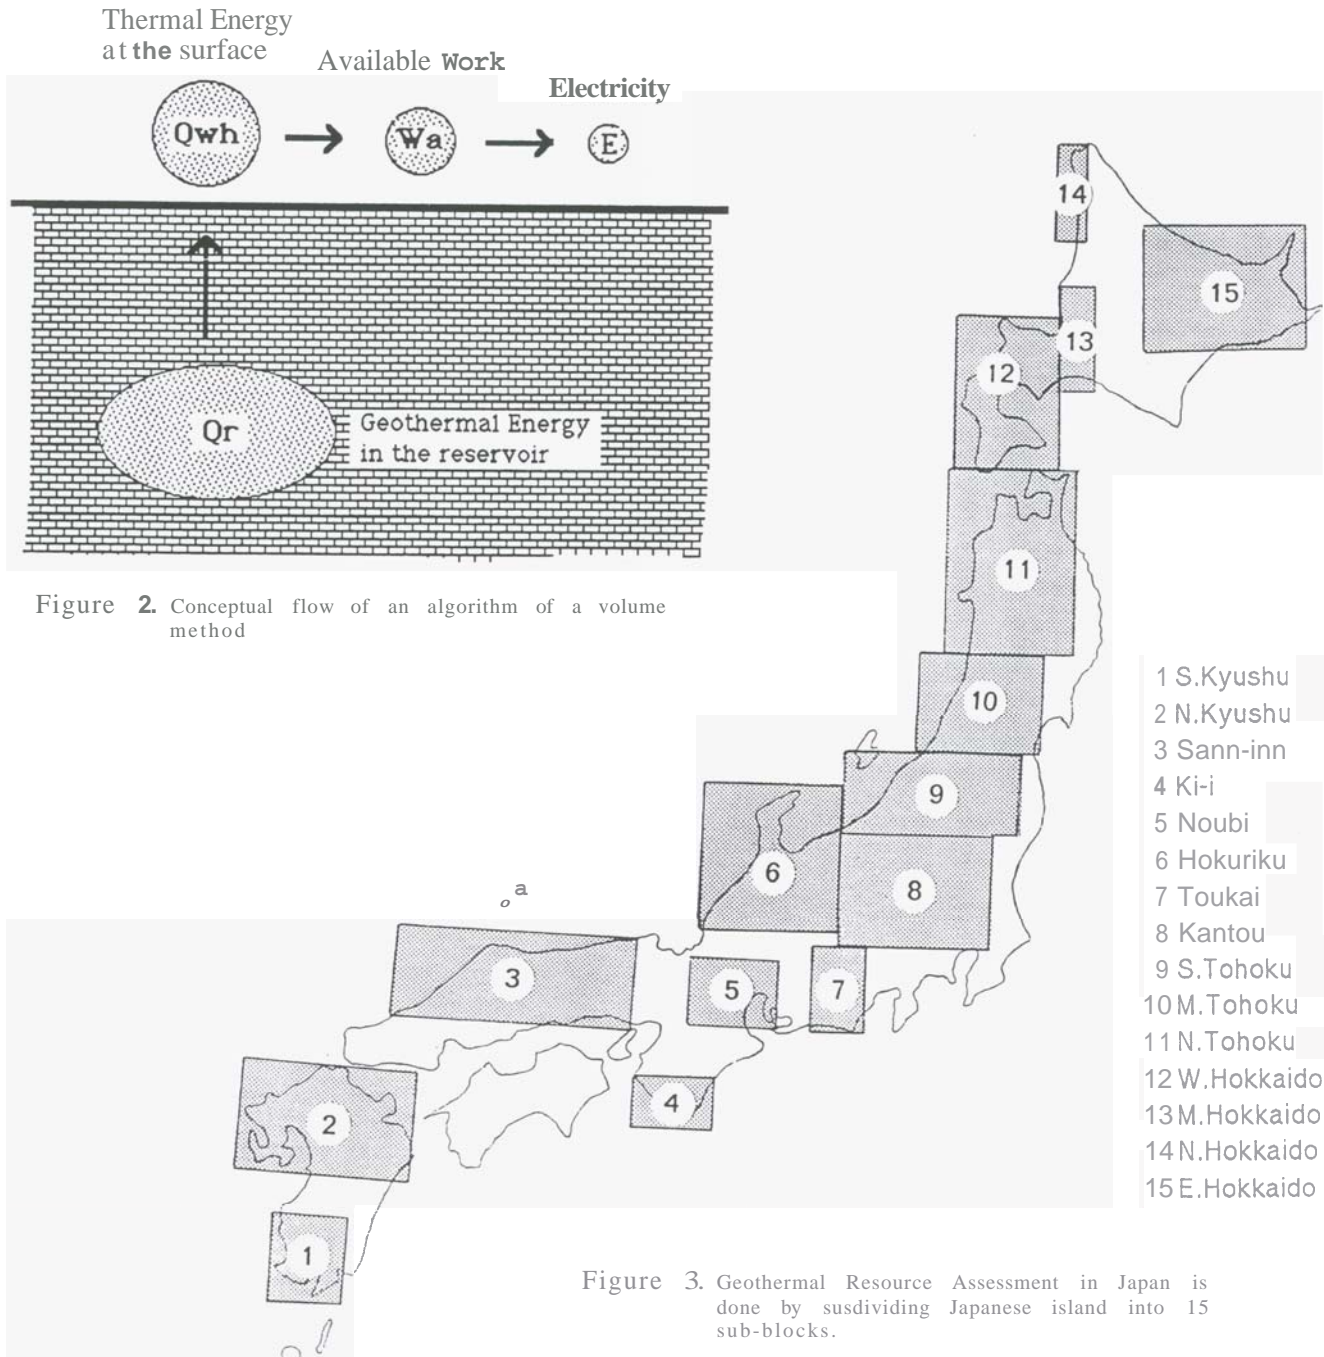 Thermal Energy
at the surface
Available Work
Electricity
Qwh
Wa
E
Qr
Geothermal Energy
in the reservoir
Figure 2. Conceptual flow of an algorithm of a volume
method
14
15
13
12
11
10
9
6
8
a
3
5
7
4
2
1
1 S.Kyushu
2 N.Kyushu
3 Sann-inn
4 Ki-i
5 Noubi
6 Hokuriku
7 Toukai
8 Kantou
9 S.Tohoku
10 M.Tohoku
11 N.Tohoku
12 W.Hokkaido
13 M.Hokkaido
14 N.Hokkaido
15 E.Hokkaido
Figure 3. Geothermal Resource Assessment in Japan is
done by susdividing Japanese island into 15
sub-blocks.